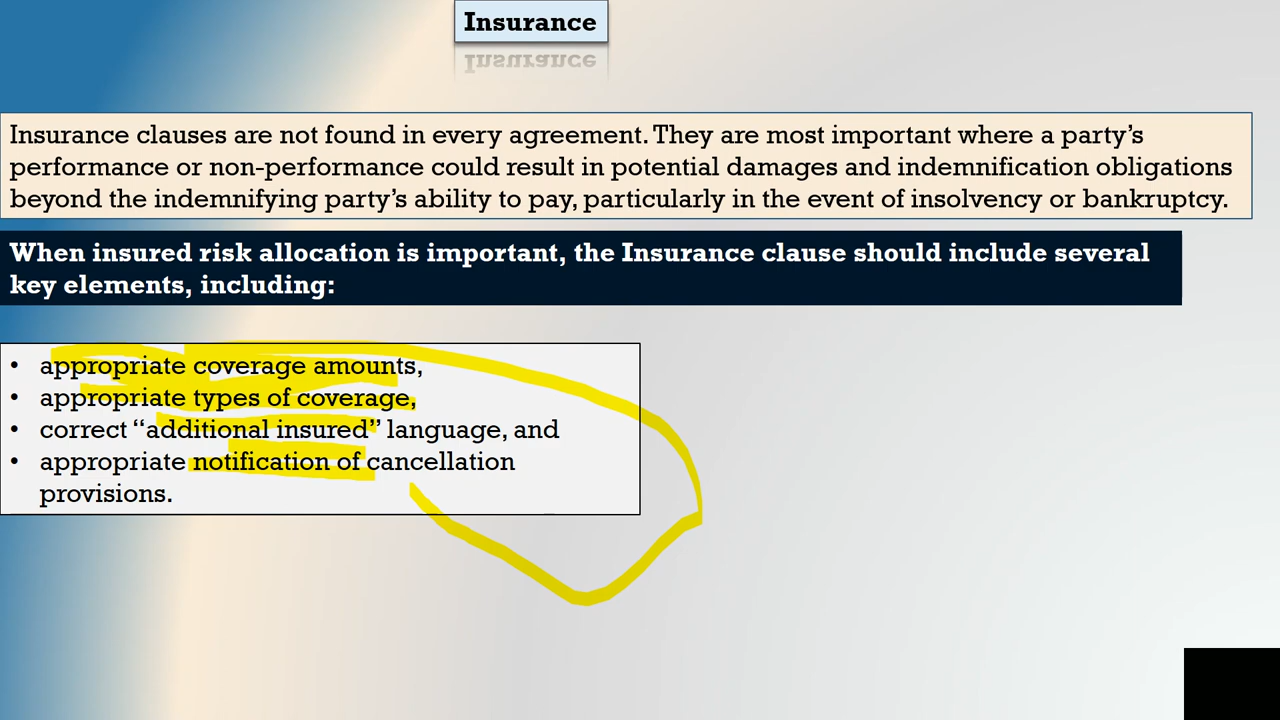 Insurance
Insurance clauses are not found in every agreement. They are most important where a party’s
performance or non-performance could result in potential damages and indemnification obligations
beyond the indemnifying party’s ability to pay, particularly in the event of insolvency or bankruptcy.
When insured risk allocation is important, the Insurance clause should include several
key elements, including:
• appropriate coverage amounts,
• appropriate types of coverage,
• correct “additional insured” language, and
• appropriate notification of cancellation
provisions.